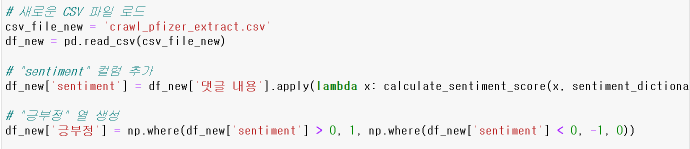 # 새로운 CSV 파일 로드
csv_file_new = 'crawl_pfizer_extract.csv'
df_new = pd.read_csv(csv_file_new)
# "sentiment" 컬럼 추가
df_new['sentiment'] = df_new['댓글 내용'].apply(lambda x: calculate_sentiment_score(x, sentiment_dictiona
# "긍부정" 열 생성
df_new['긍부정'] = np.where(df_new['sentiment'] > 0, 1, np.where(df_new['sentiment'] < 0, -1, 0))